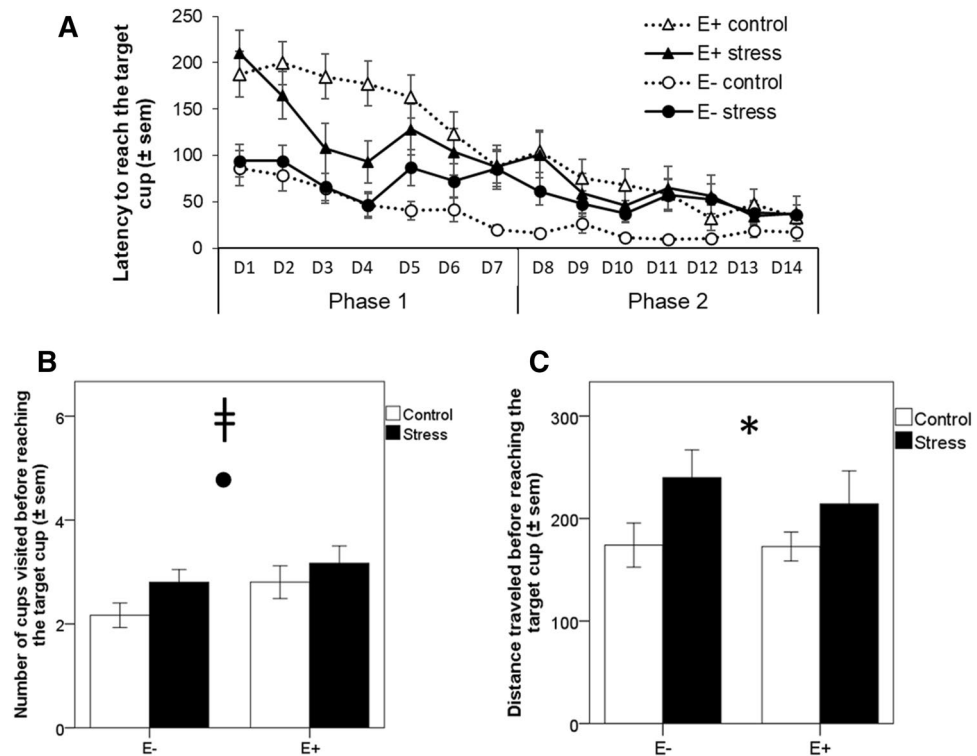 A
Latency to reach the target
cup (± sem)
250
200
150
100
50
0
E+ control
E+ stress
E- control
E- stress
D1 D2 D3 D4 D5 D6 D7 D8 D9 D10 D11 D12 D13 D14
Phase 1 Phase 2
B
Number of cups visited before reaching
the target cup (± sem)
6
4
2
0
‡
Control
Stress
E- E+
C
Distance traveled before reaching the
target cup (± sem)
300
200
100
0
*
Control
Stress
E- E+